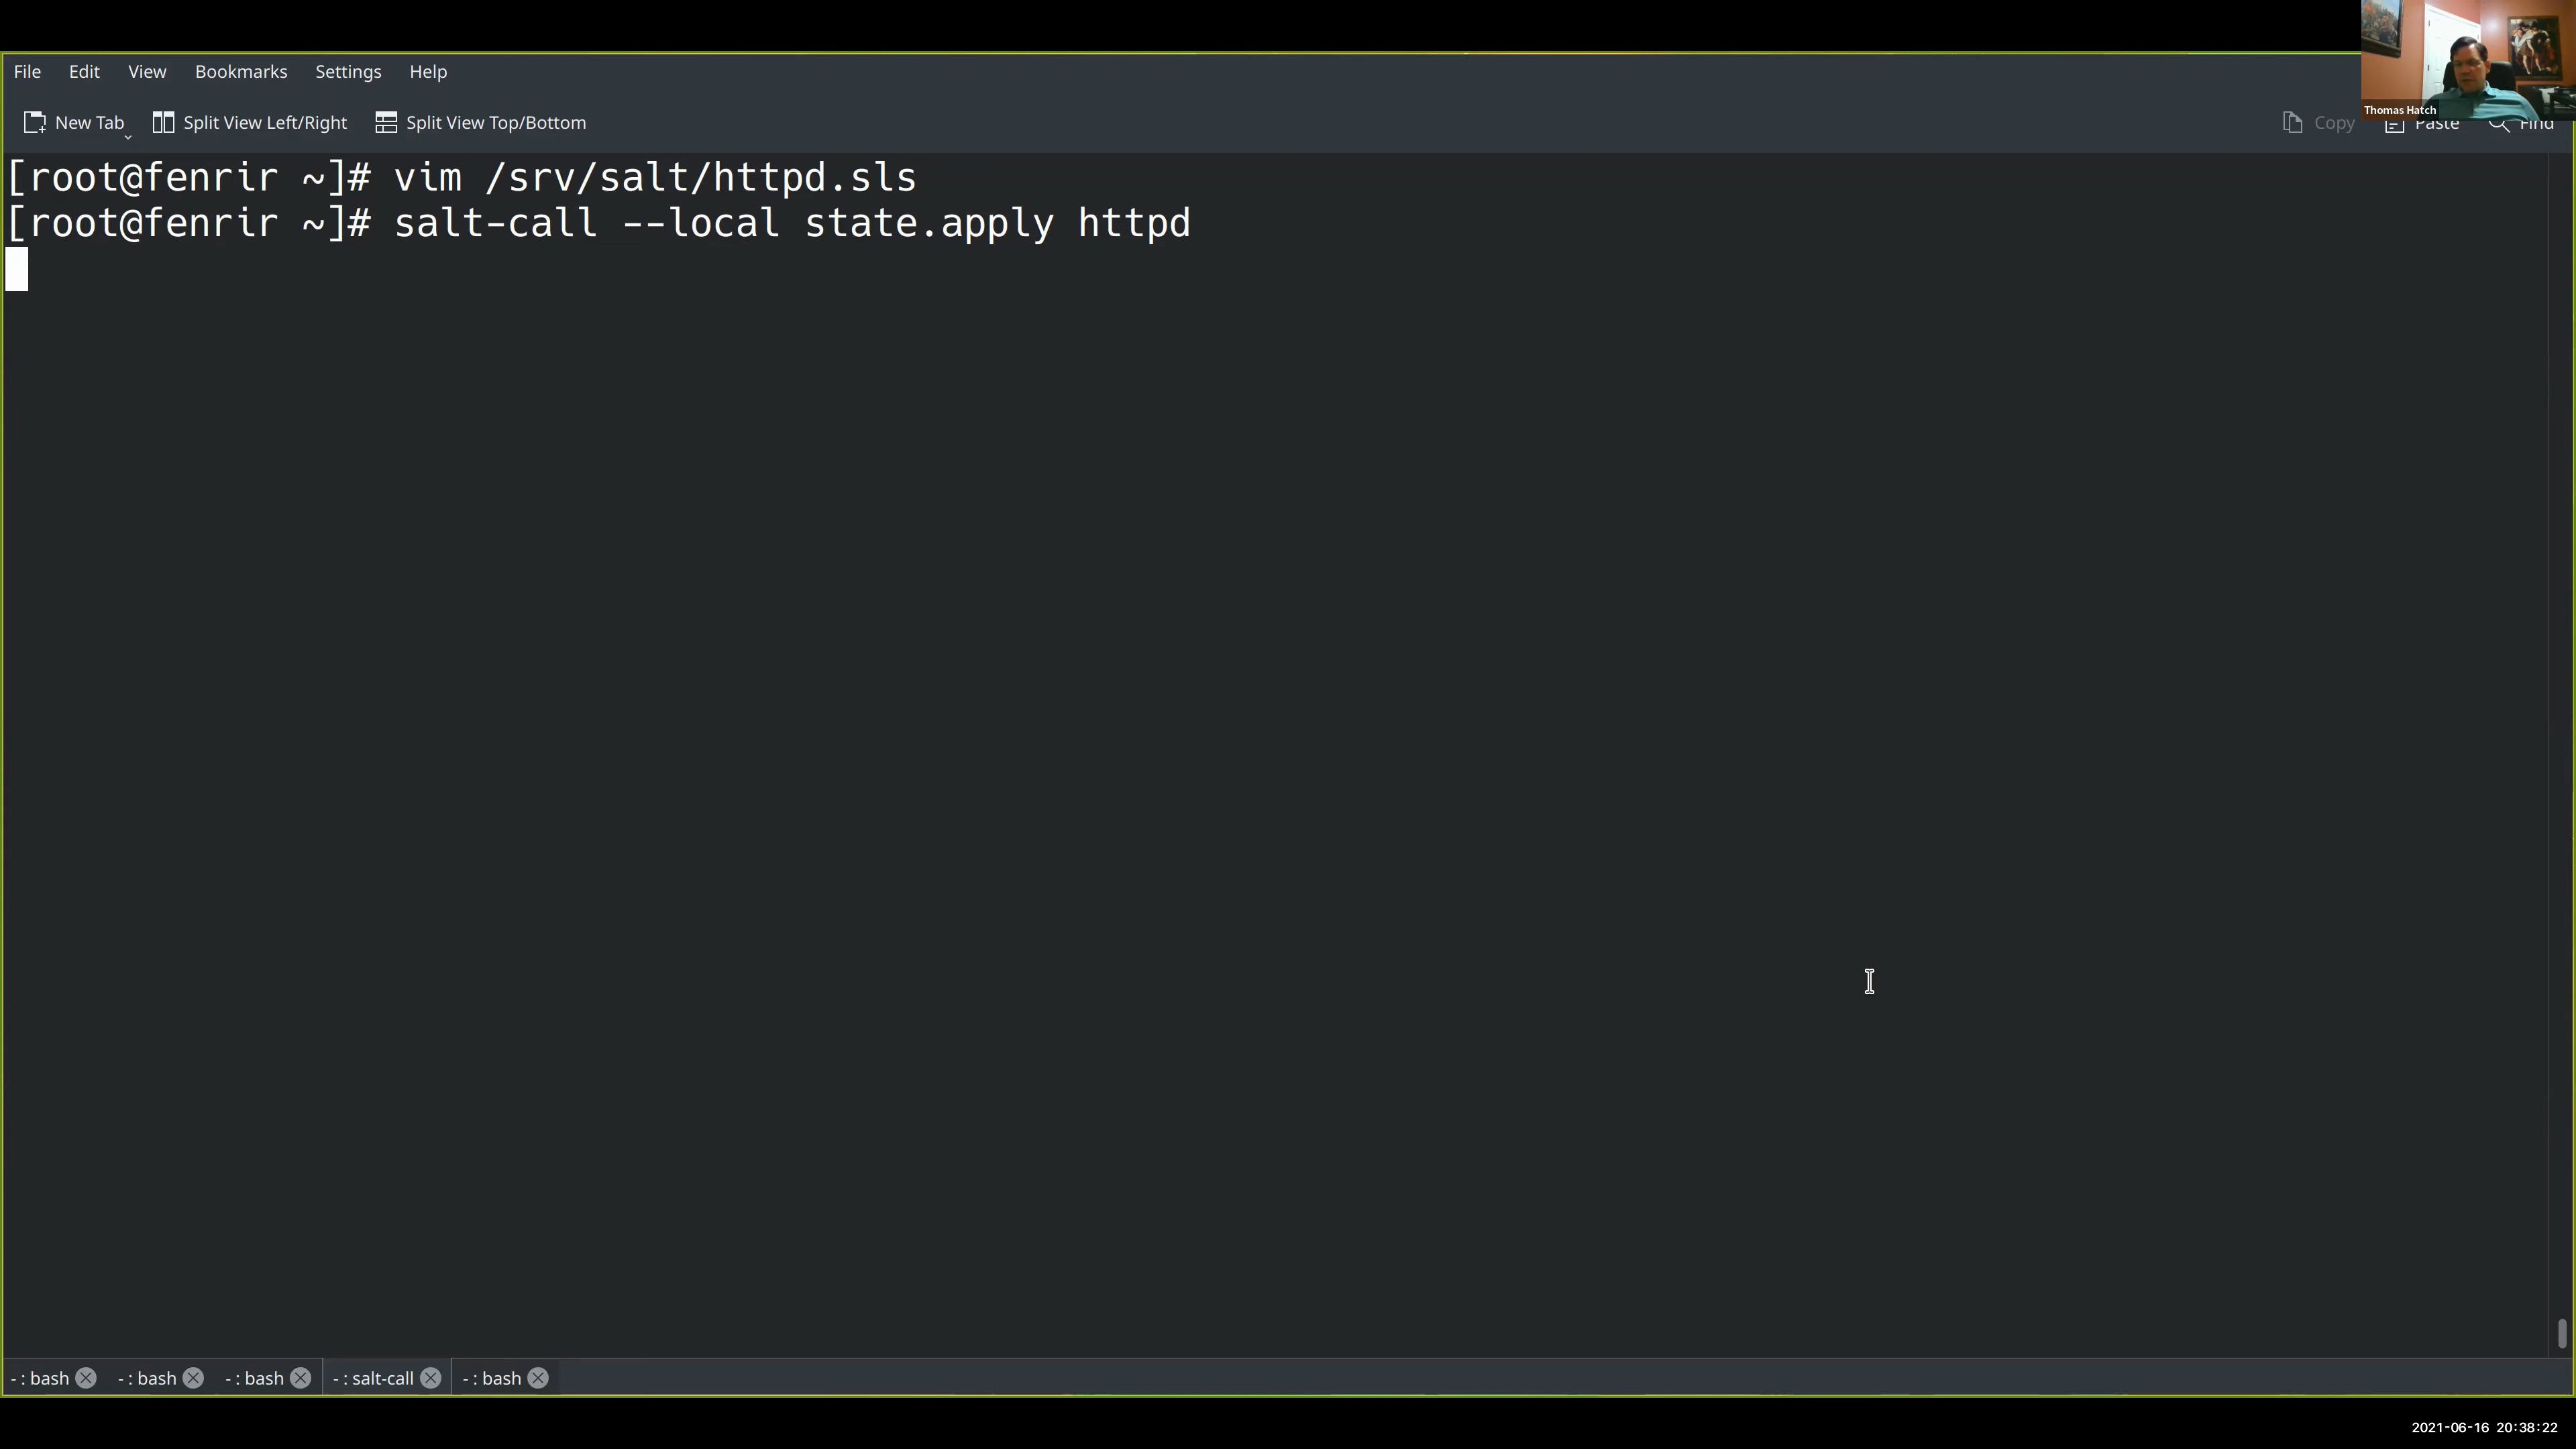 File Edit View Bookmarks Settings Help
New Tab Split View Left/Right Split View Top/Bottom Copy Paste Find
Thomas Hatch
[root@fenrir ~]# vim /srv/salt/httpd.sls
[root@fenrir ~]# salt-call --local state.apply httpd
- : bash - : bash - : bash - : salt-call - : bash
2021-06-16 20:38:22